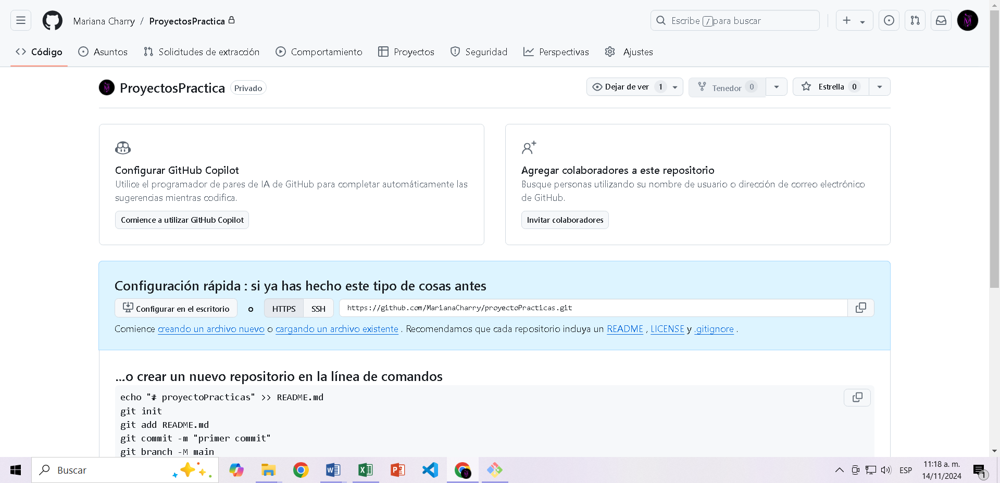 Mariana Charry / ProyectosPractica
Escribe / para buscar
Código Asuntos Solicitudes de extracción Comportamiento Proyectos Seguridad Perspectivas Ajustes
ProyectosPractica Privado
Dejar de ver 1 Tenedor 0 Estrella 0
Configurar GitHub Copilot
Utilice el programador de pares de IA de GitHub para completar automáticamente las
sugerencias mientras codifica.
Comience a utilizar GitHub Copilot
Agregar colaboradores a este repositorio
Busque personas utilizando su nombre de usuario o dirección de correo electrónico
de GitHub.
Invitar colaboradores
Configuración rápida : si ya has hecho este tipo de cosas antes
Configurar en el escritorio o HTTPS SSH https://github.com/MarianaCharry/proyectoPracticas.git
Comience creando un archivo nuevo o cargando un archivo existente . Recomendamos que cada repositorio incluya un README , LICENSE y .gitignore .
...o crear un nuevo repositorio en la línea de comandos
echo "# proyectoPracticas" >> README.md
git init
git add README.md
git commit -m "primer commit"
git branch -M main
Buscar
ESP
11:18 a. m.
14/11/2024
1